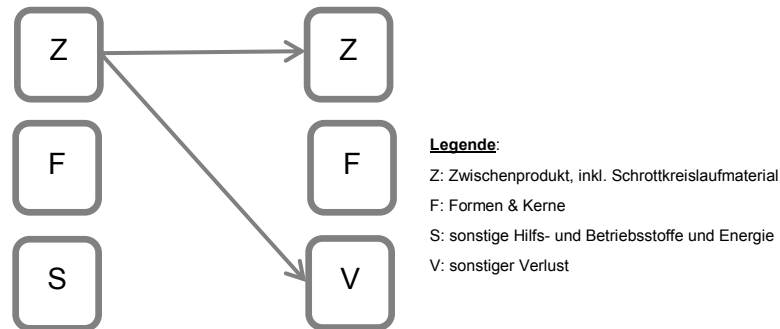 Z Z
F F
S V
Legende:
Z: Zwischenprodukt, inkl. Schrottkreislaufmaterial
F: Formen & Kerne
S: sonstige Hilfs- und Betriebsstoffe und Energie
V: sonstiger Verlust